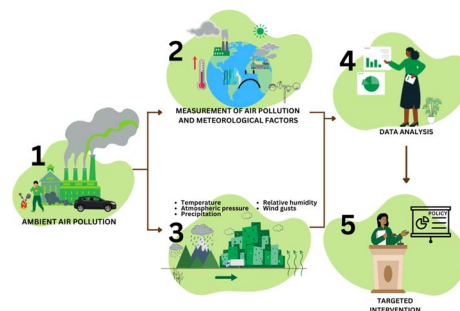 1
AMBIENT AIR POLLUTION
2
MEASUREMENT OF AIR POLLUTION
AND METEOROLOGICAL FACTORS
3
• Temperature
• Atmospheric pressure
• Precipitation
• Relative humidity
• Wind gusts
4
DATA ANALYSIS
5
POLICY
TARGETED
INTERVENTION